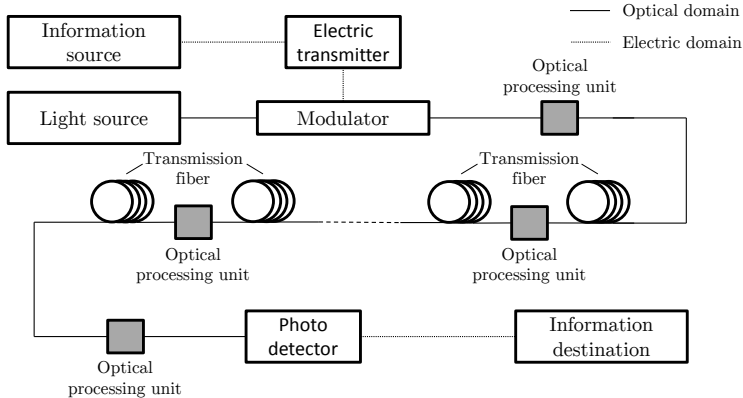 Information
source
Electric
transmitter
Optical domain
Electric domain
Optical
processing unit
Light source
Modulator
Transmission
fiber
Transmission
fiber
Optical
processing unit
Optical
processing unit
Photo
detector
Information
destination
Optical
processing unit